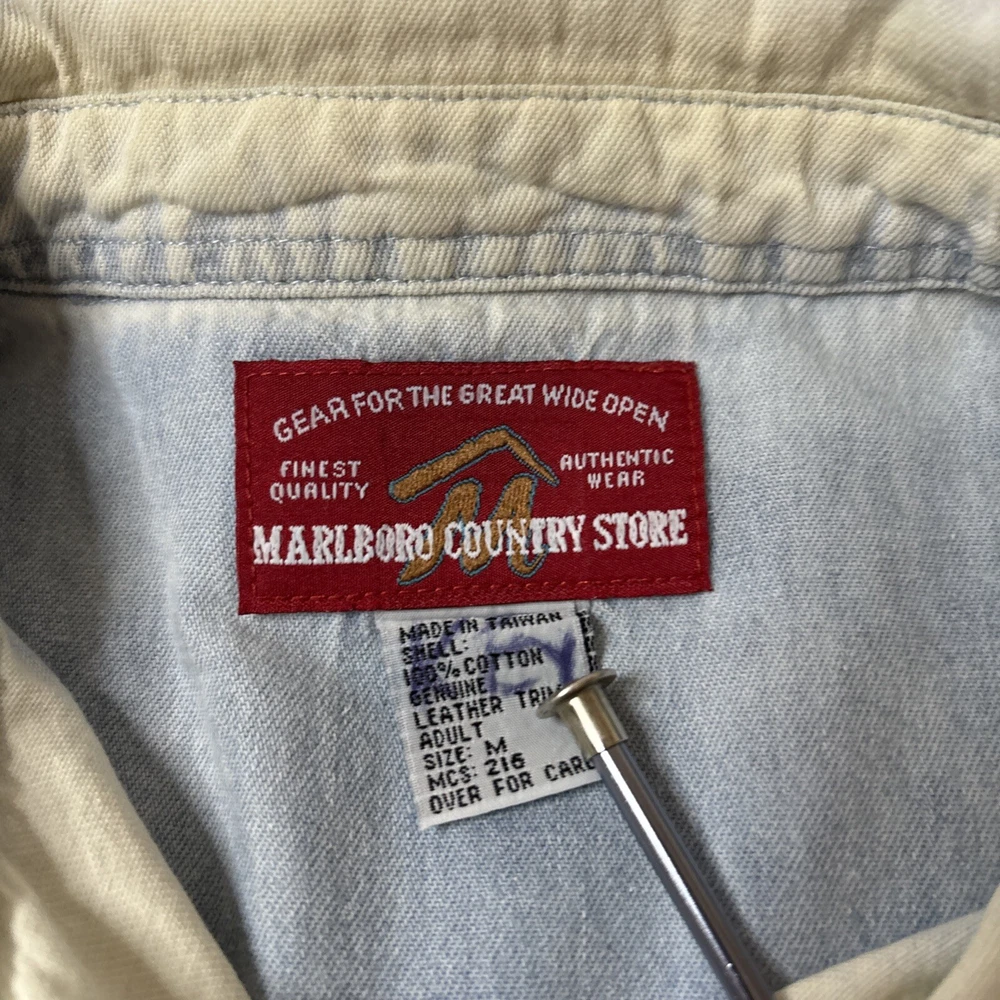 GEAR FOR THE GREAT WIDE OPEN
FINEST QUALITY
AUTHENTIC WEAR
MARLBORO COUNTRY STORE
MADE IN TAIWAN
SHELL:
100% COTTON
GENUINE
LEATHER TRIM
ADULT
SIZE: M
MCS: 216
OVER FOR CARE